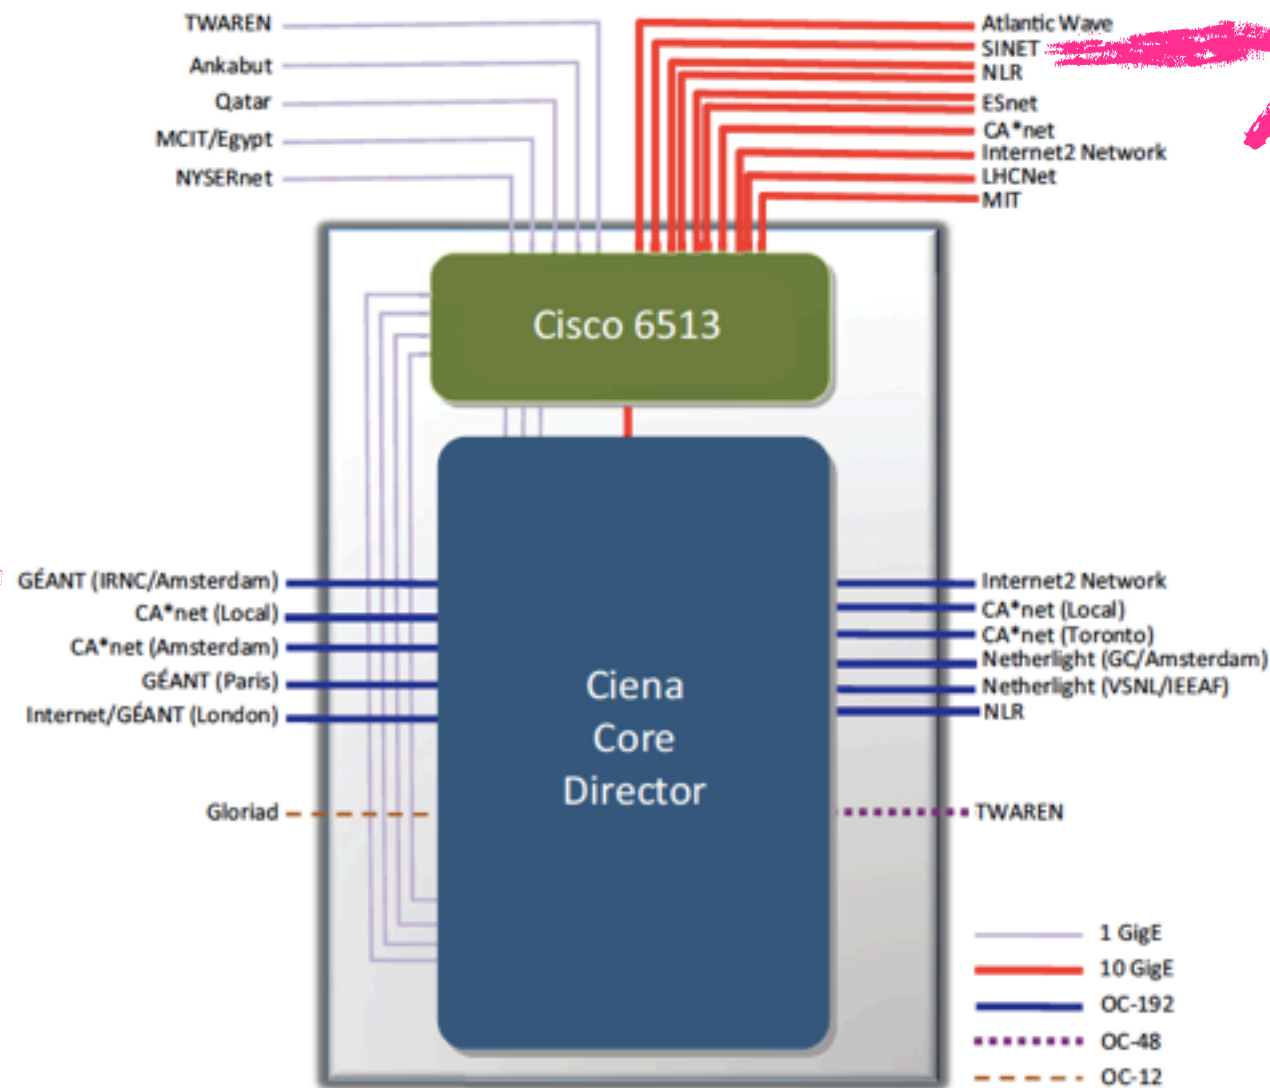 TWAREN
Ankabut
Qatar
MCIT/Egypt
NYSERnet
Atlantic Wave
SINET
NLR
ESnet
CA*net
Internet2 Network
LHCNet
MIT
Cisco 6513
GÉANT (IRNC/Amsterdam)
CA*net (Local)
CA*net (Amsterdam)
GÉANT (Paris)
Internet/GÉANT (London)
Gloriad
Ciena
Core
Director
Internet2 Network
CA*net (Local)
CA*net (Toronto)
Netherlight (GC/Amsterdam)
Netherlight (VSNL/IEEAF)
NLR
TWAREN
1 GigE
10 GigE
OC-192
OC-48
OC-12